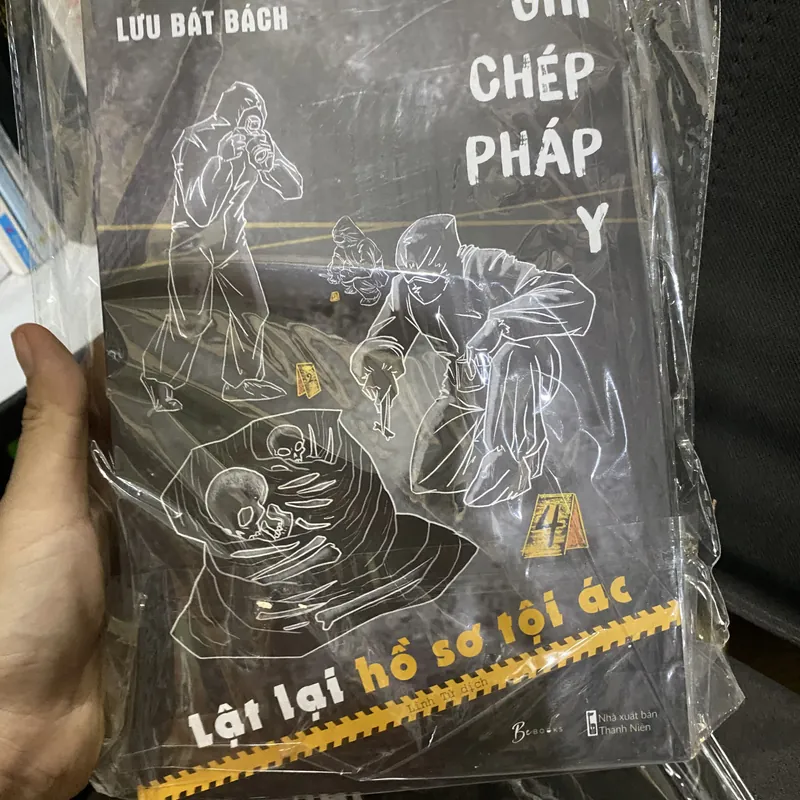 LƯU BÁT BÁCH
GHI
CHÉP
PHÁP
Y
4
Lật lại hồ sơ tội ác
Linh Tử dịch
BeBOOKS
Nhà xuất bản
Thanh Niên